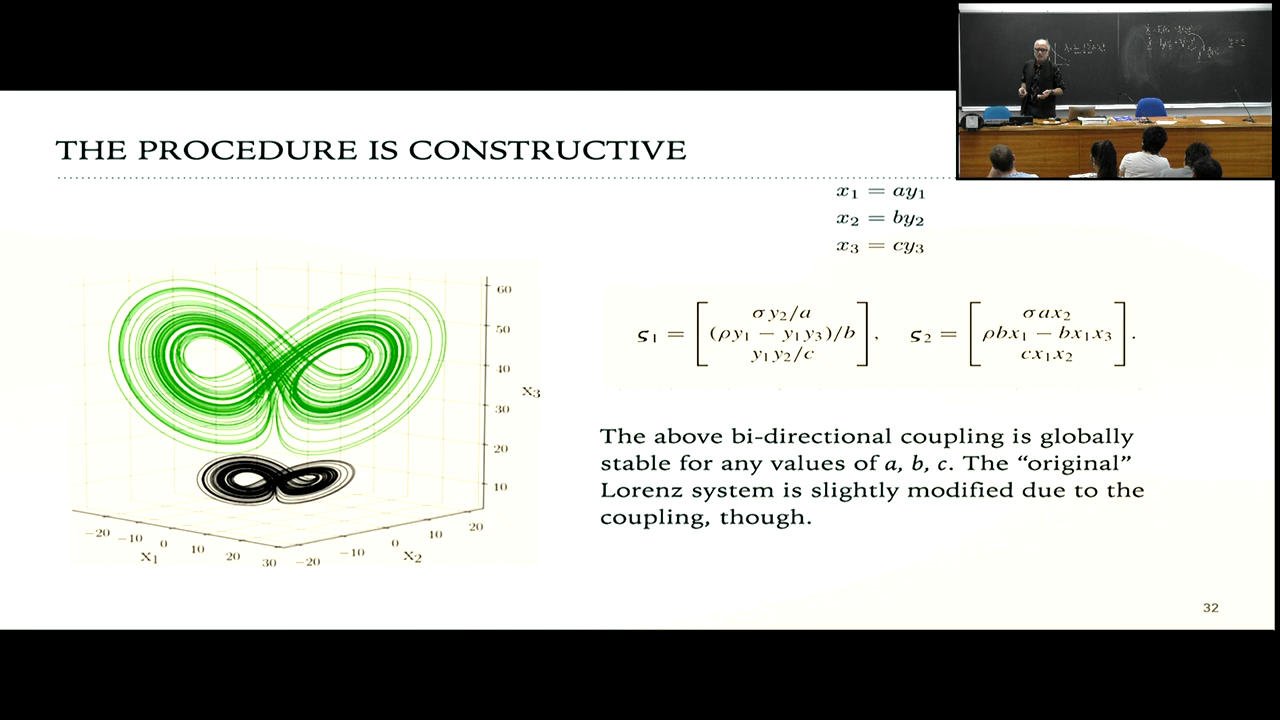 THE PROCEDURE IS CONSTRUCTIVE
x₁ = ay₁
x₂ = by₂
x₃ = cy₃
ς₁ = [ σy₂/a
(ρy₁ − y₁y₃)/b
y₁y₂/c ],
ς₂ = [ σax₂
ρbx₁ − bx₁x₃
cx₁x₂ ].
60
50
40
X₃
30
20
10
−20 −10 0 10 20 30
X₁
−20 −10 0 10 20
X₂
The above bi-directional coupling is globally
stable for any values of a, b, c. The “original”
Lorenz system is slightly modified due to the
coupling, though.
32